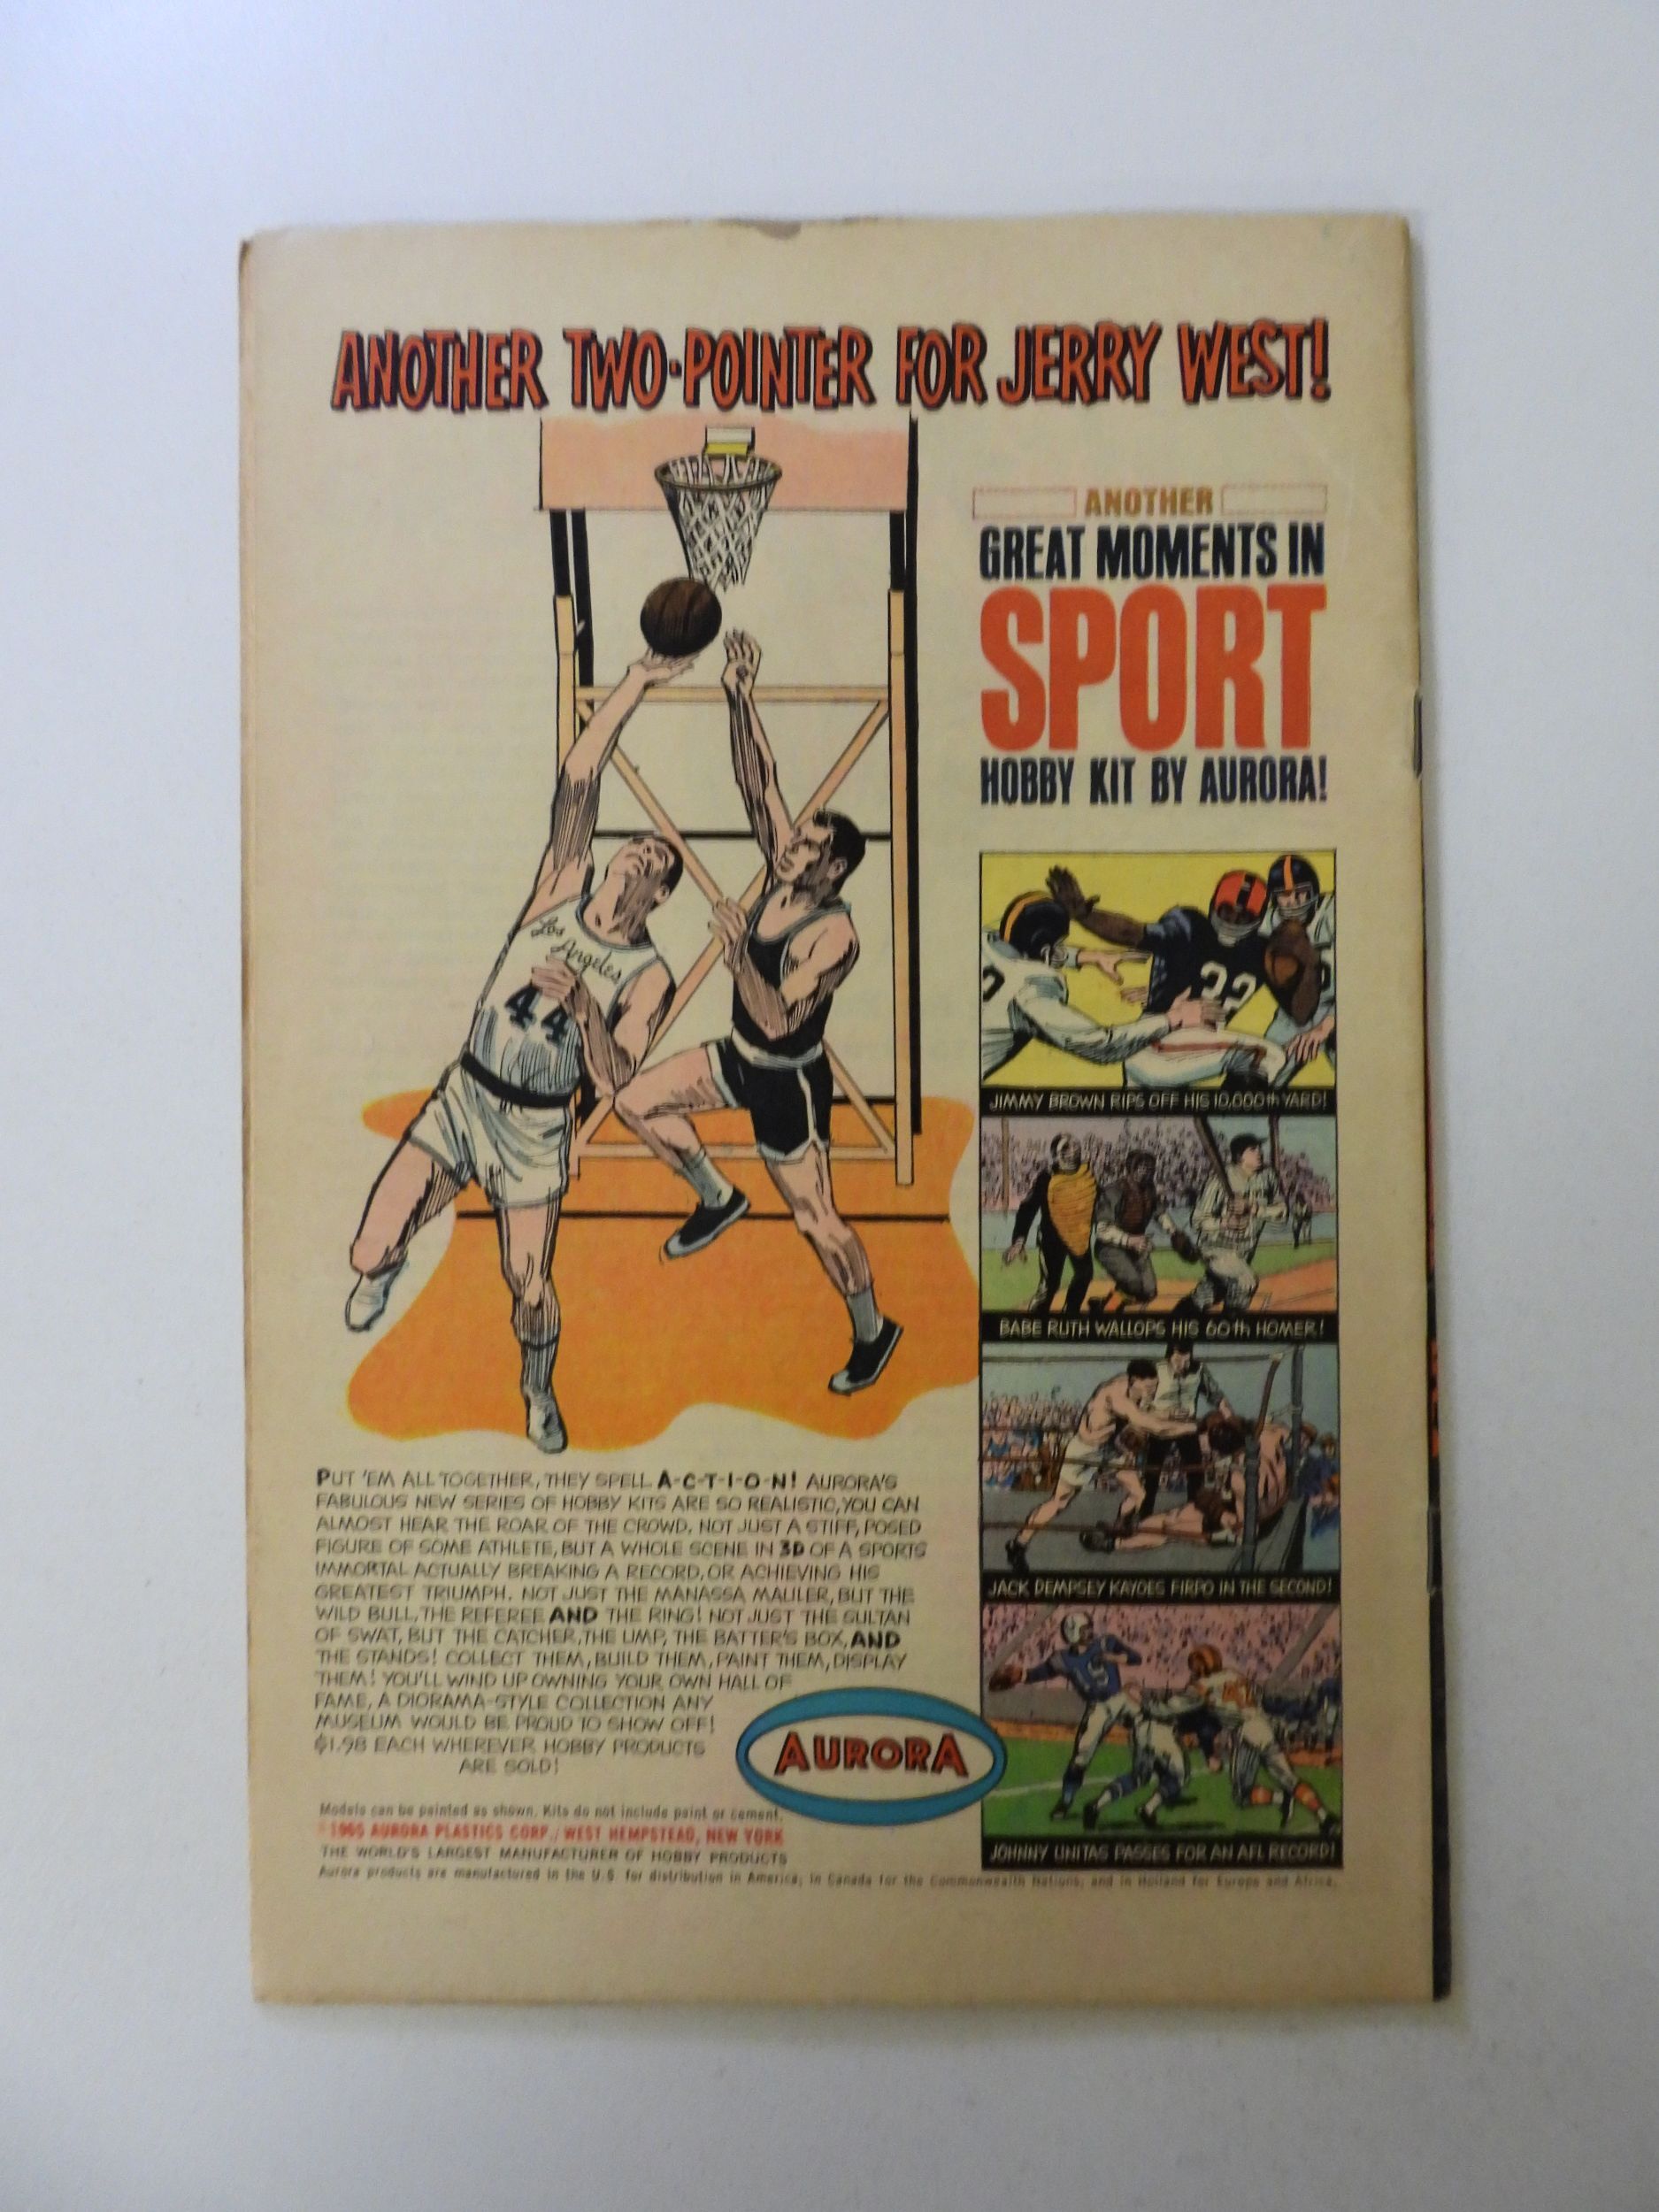 ANOTHER TWO-POINTER FOR JERRY WEST!
ANOTHER
GREAT MOMENTS IN
SPORT
HOBBY KIT BY AURORA!
Los
Angeles
44
32
JIMMY BROWN RIPS OFF HIS 10,000th YARD!
BABE RUTH WALLOPS HIS 60th HOMER!
JACK DEMPSEY KAYOES FIRPO IN THE SECOND!
19
JOHNNY UNITAS PASSES FOR AN AFL RECORD!
PUT 'EM ALL TOGETHER, THEY SPELL A-C-T-I-O-N! AURORA'S
FABULOUS NEW SERIES OF HOBBY KITS ARE SO REALISTIC, YOU CAN
ALMOST HEAR THE ROAR OF THE CROWD. NOT JUST A STIFF, POSED
FIGURE OF SOME ATHLETE, BUT A WHOLE SCENE IN 3D OF A SPORTS
IMMORTAL ACTUALLY BREAKING A RECORD, OR ACHIEVING HIS
GREATEST TRIUMPH. NOT JUST THE MANASSA MAULER, BUT THE
WILD BULL, THE REFEREE AND THE RING! NOT JUST THE SULTAN
OF SWAT, BUT THE CATCHER, THE UMP, THE BATTER'S BOX, AND
THE STANDS! COLLECT THEM, BUILD THEM, PAINT THEM, DISPLAY
THEM! YOU'LL WIND UP OWNING YOUR OWN HALL OF
FAME, A DIORAMA-STYLE COLLECTION ANY
MUSEUM WOULD BE PROUD TO SHOW OFF!
$1.98 EACH WHEREVER HOBBY PRODUCTS
ARE SOLD!
AURORA
Models can be painted as shown. Kits do not include paint or cement.
©1965 AURORA PLASTICS CORP., WEST HEMPSTEAD, NEW YORK
THE WORLD'S LARGEST MANUFACTURER OF HOBBY PRODUCTS
Aurora products are manufactured in the U.S. for distribution in America; in Canada for the Commonwealth Nations; and in Holland for Europe and Africa.